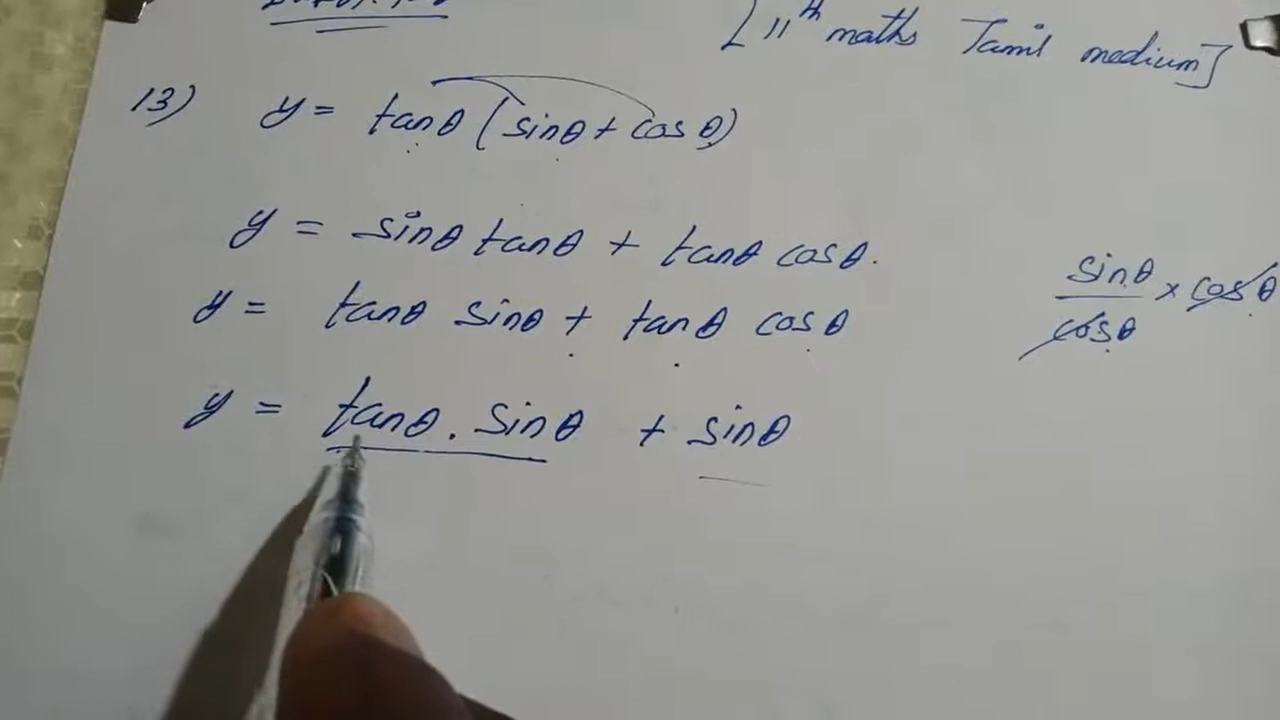 [11th maths Tamil medium]
13) y = tanθ (sinθ + cosθ)
y = sinθ tanθ + tanθ cosθ.
y = tanθ sinθ + tanθ cosθ
sinθ/cosθ × cosθ
y = tanθ . sinθ + sinθ